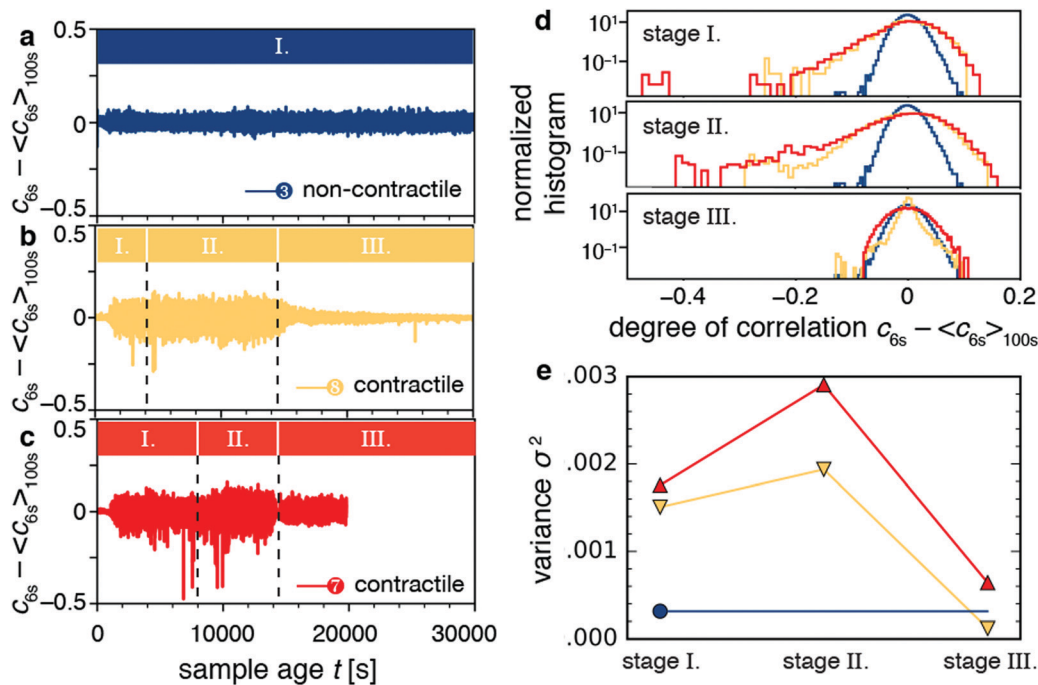 a
0.5
I.
0
c6s − <c6s>100s
3 non-contractile
−0.5
b
0.5
I. II. III.
0
c6s − <c6s>100s
8 contractile
−0.5
c
0.5
I. II. III.
0
c6s − <c6s>100s
7 contractile
−0.5
0 10000 20000 30000
sample age t [s]
d
normalized
histogram
10¹
stage I.
10⁻¹
10¹
stage II.
10⁻¹
10¹
stage III.
10⁻¹
−0.4 −0.2 0 0.2
degree of correlation c6s − <c6s>100s
e
variance σ²
.003
.002
.001
.000
stage I. stage II. stage III.